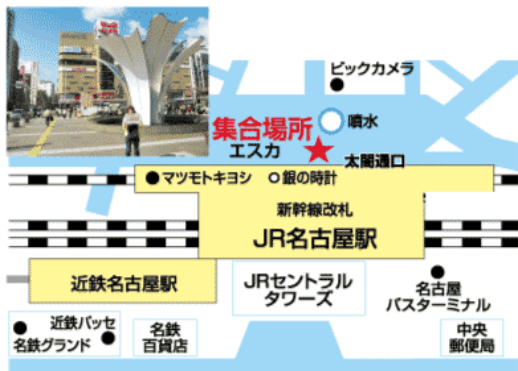 ビックカメラ
噴水
集合場所
エスカ
太閤通口
マツモトキヨシ
銀の時計
新幹線改札
JR名古屋駅
近鉄名古屋駅
JRセントラル
タワーズ
名古屋
バスターミナル
近鉄パッセ
名鉄グランド
名鉄
百貨店
中央
郵便局